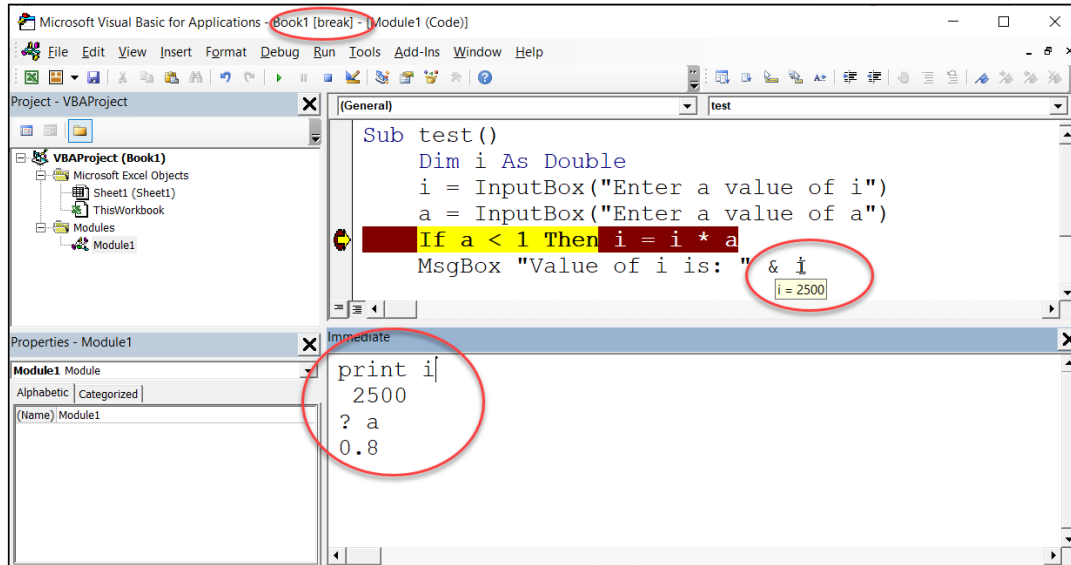 Microsoft Visual Basic for Applications - Book1 [break] - [Module1 (Code)]
File Edit View Insert Format Debug Run Tools Add-Ins Window Help
Project - VBAProject
VBAProject (Book1)
Microsoft Excel Objects
Sheet1 (Sheet1)
ThisWorkbook
Modules
Module1
(General) test
Sub test()
Dim i As Double
i = InputBox("Enter a value of i")
a = InputBox("Enter a value of a")
If a < 1 Then i = i * a
MsgBox "Value of i is: " & i
i = 2500
Properties - Module1
Module1 Module
Alphabetic Categorized
(Name) Module1
Immediate
print i
2500
? a
0.8